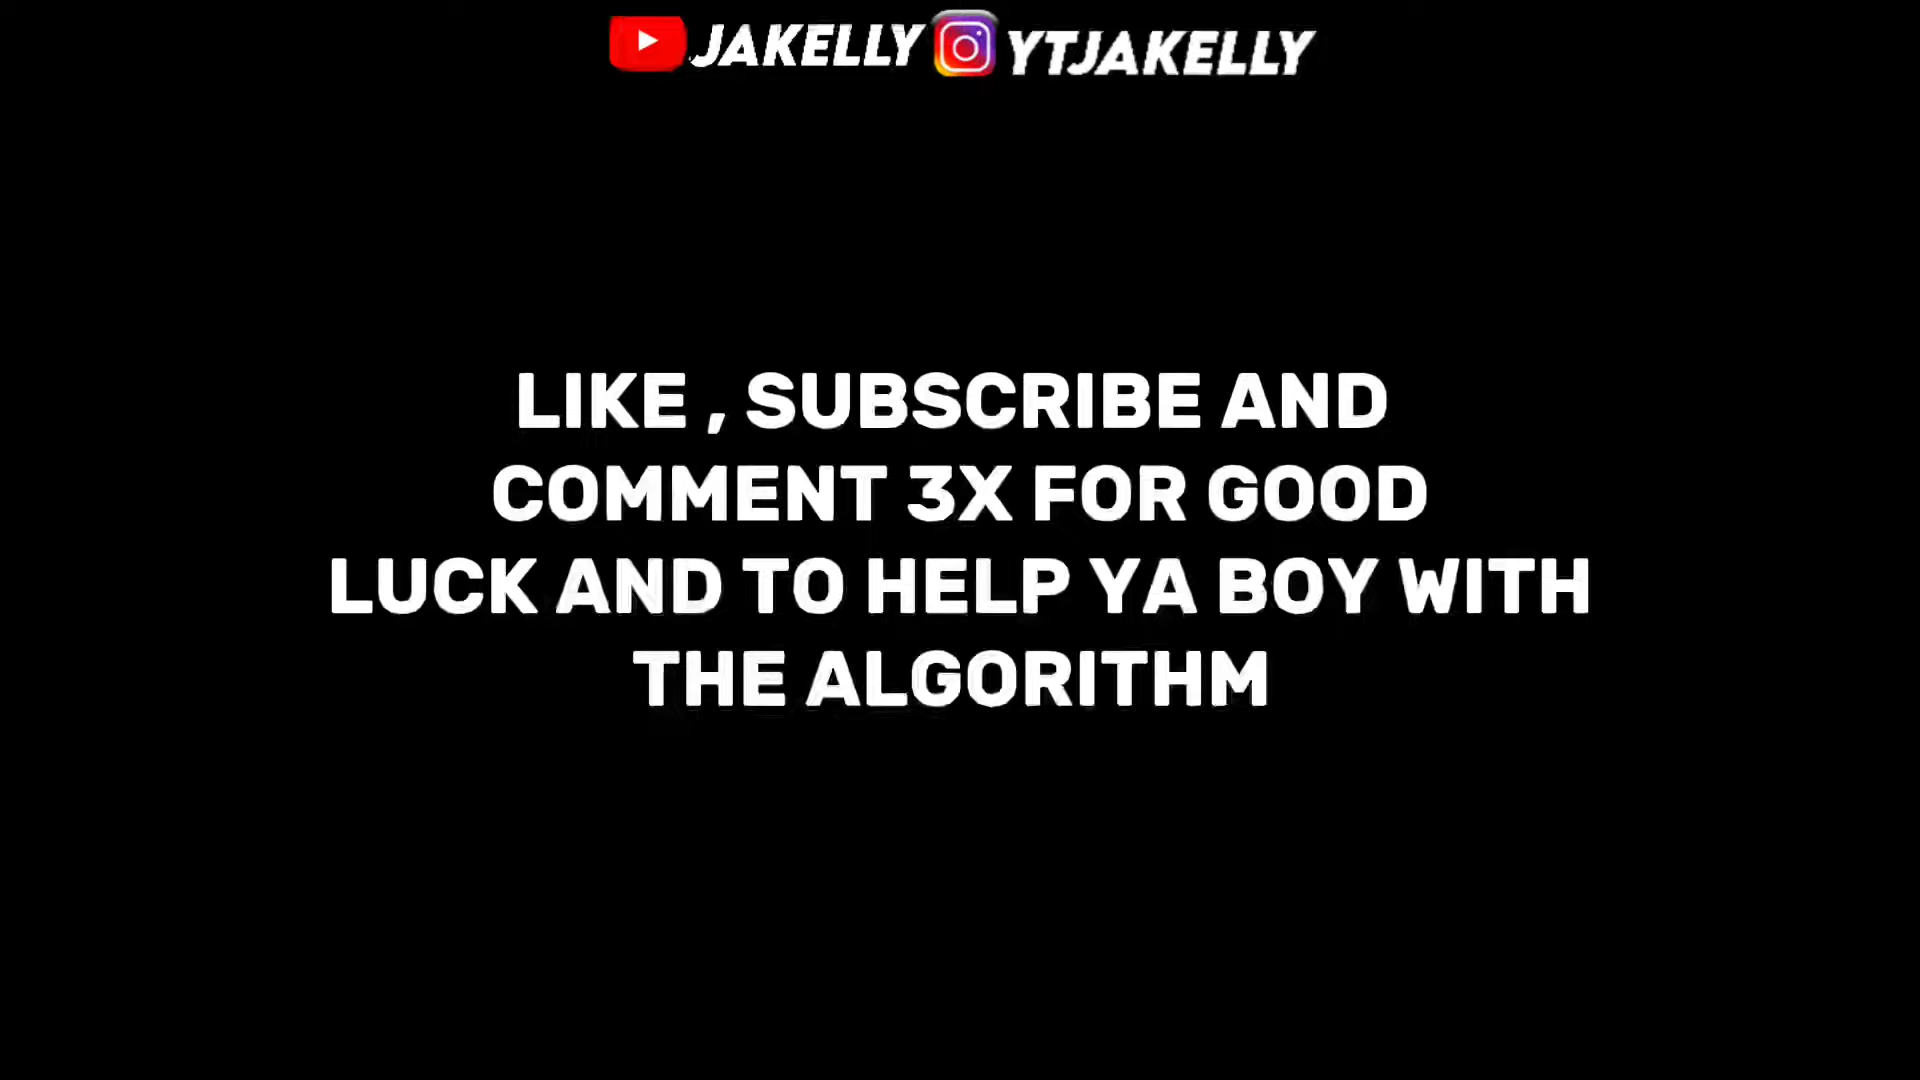 JAKELLY YTJAKELLY
LIKE , SUBSCRIBE AND
COMMENT 3X FOR GOOD
LUCK AND TO HELP YA BOY WITH
THE ALGORITHM